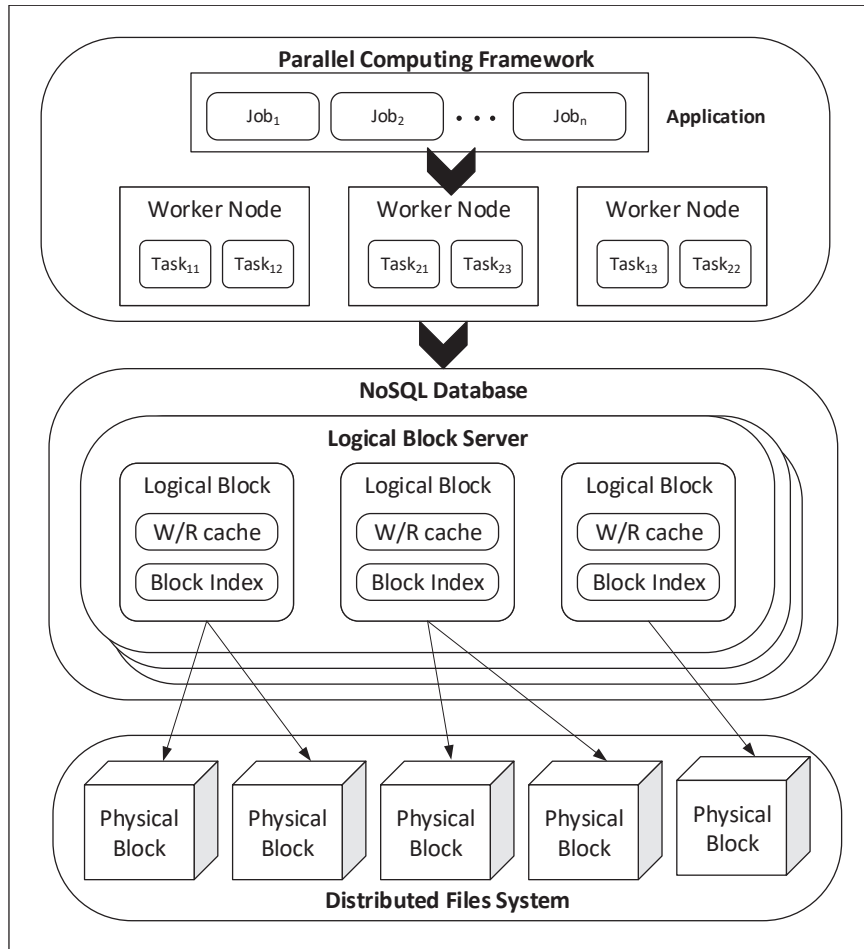 Parallel Computing Framework
Job₁ Job₂ • • • Jobₙ Application
Worker Node Worker Node Worker Node
Task₁₁ Task₁₂ Task₂₁ Task₂₃ Task₁₃ Task₂₂
NoSQL Database
Logical Block Server
Logical Block Logical Block Logical Block
W/R cache W/R cache W/R cache
Block Index Block Index Block Index
Physical Physical Physical Physical Physical
Block Block Block Block Block
Distributed Files System